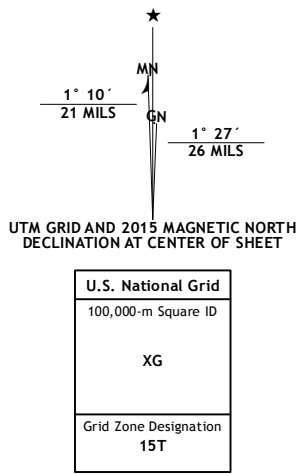 ★
MN
1° 10´
21 MILS
GN
1° 27´
26 MILS
UTM GRID AND 2015 MAGNETIC NORTH
DECLINATION AT CENTER OF SHEET
U.S. National Grid
100,000-m Square ID
XG
Grid Zone Designation
15T